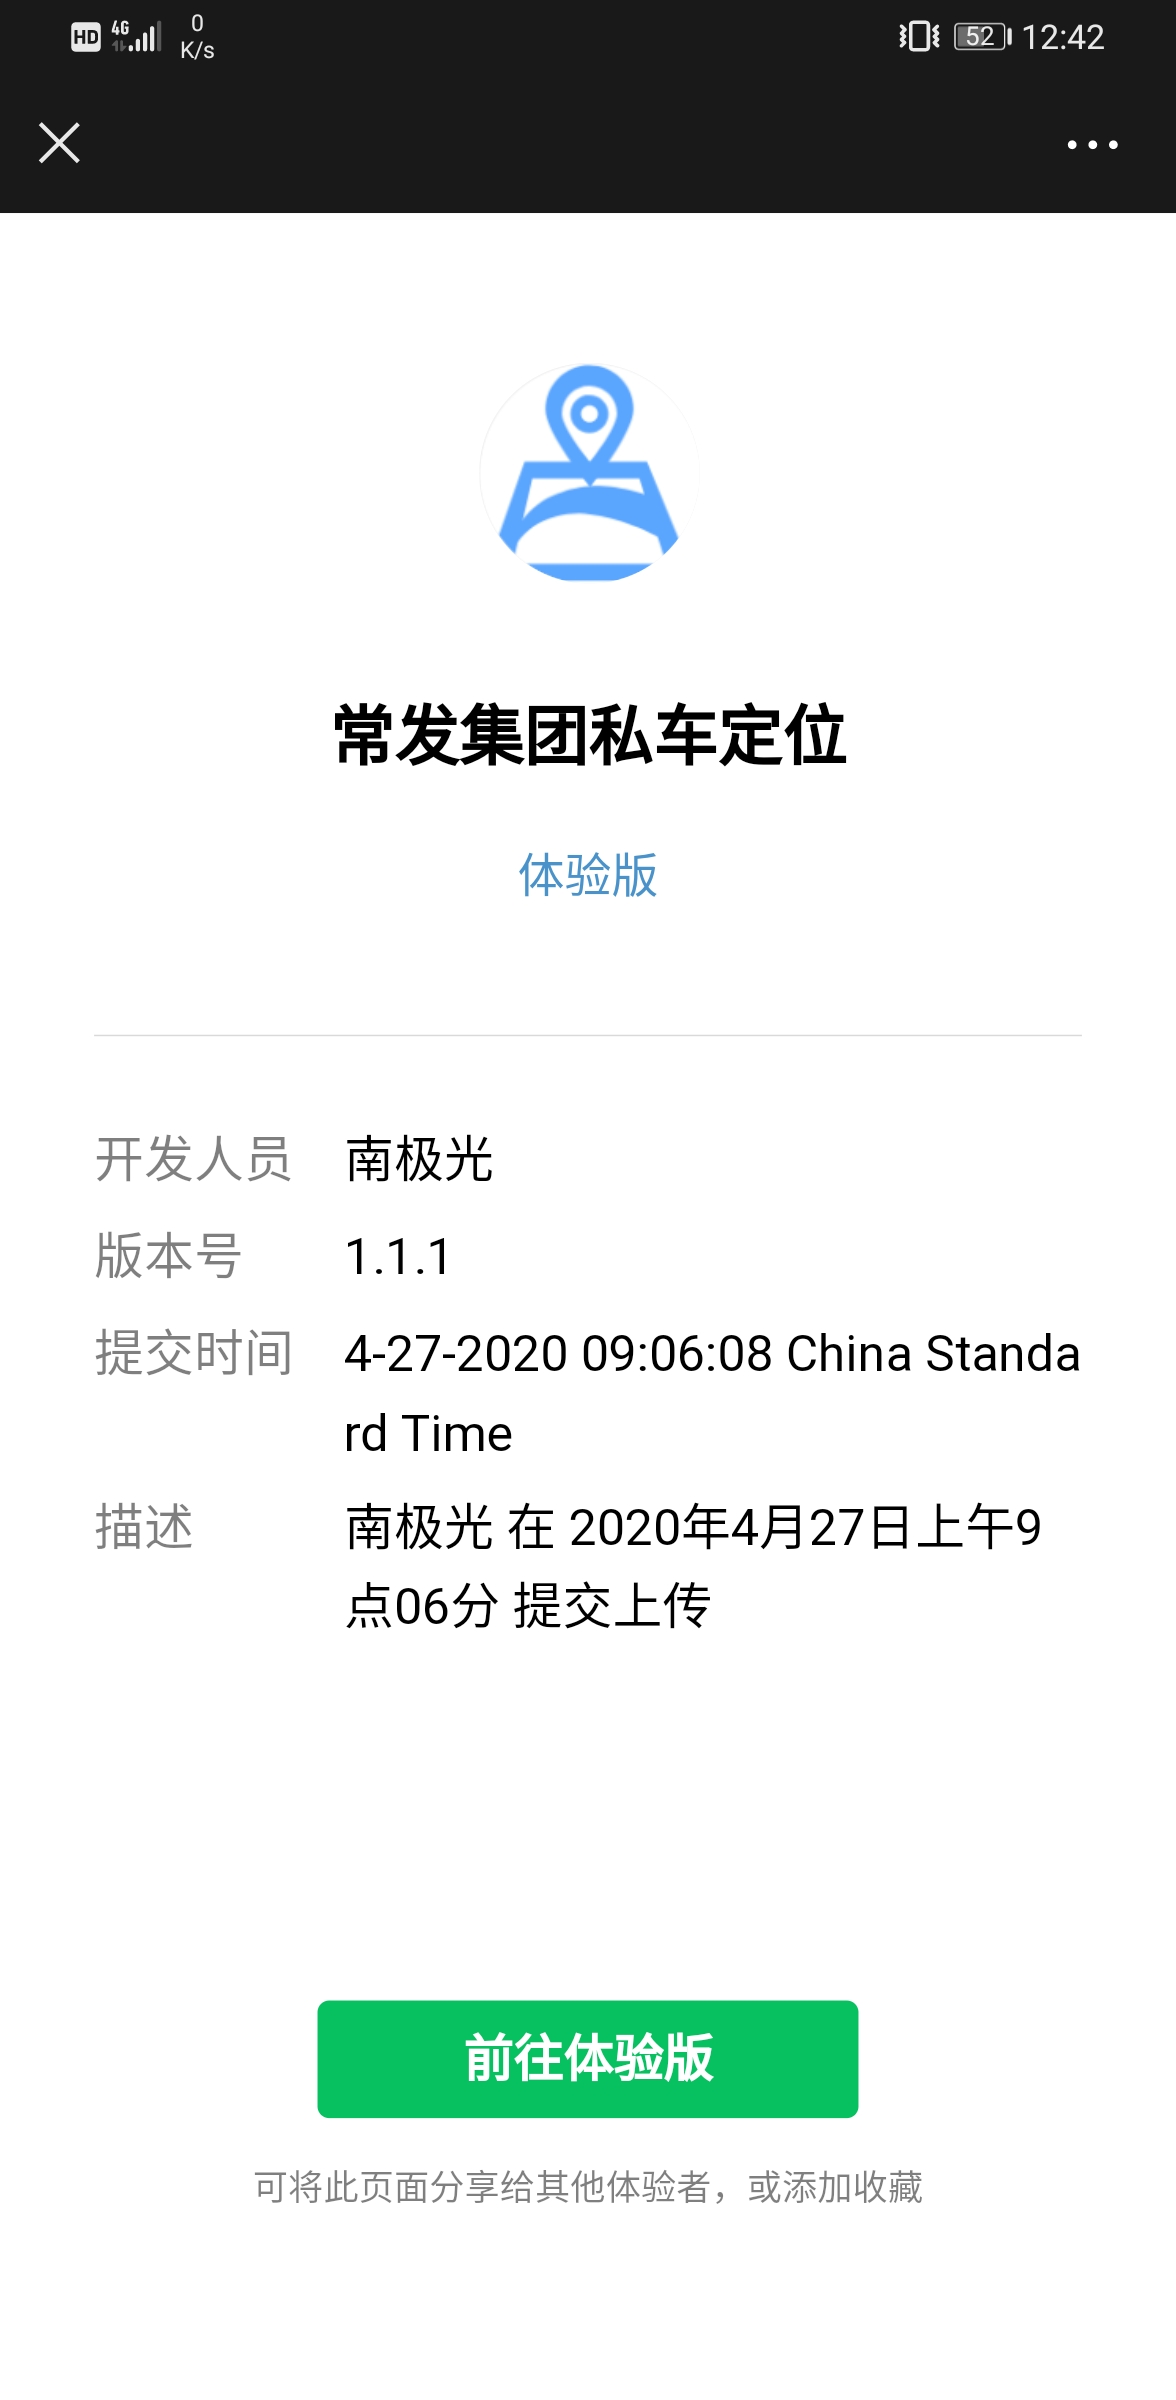 HD 4G 0 K/s 52 12:42
常发集团私车定位
体验版
开发人员 南极光
版本号 1.1.1
提交时间 4-27-2020 09:06:08 China Standa
rd Time
描述 南极光 在 2020年4月27日上午9
点06分 提交上传
前往体验版
可将此页面分享给其他体验者，或添加收藏